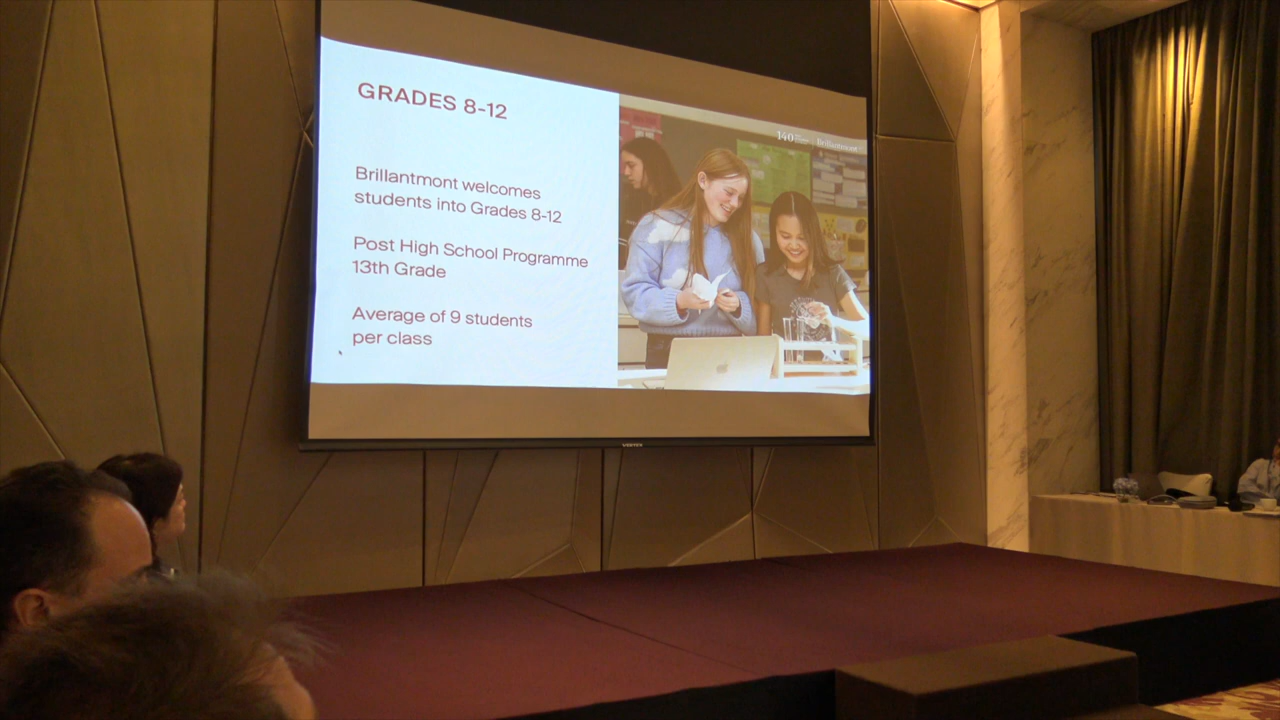 GRADES 8-12
140
Brillantmont
Brillantmont welcomes
students into Grades 8-12
Post High School Programme
13th Grade
Average of 9 students
per class